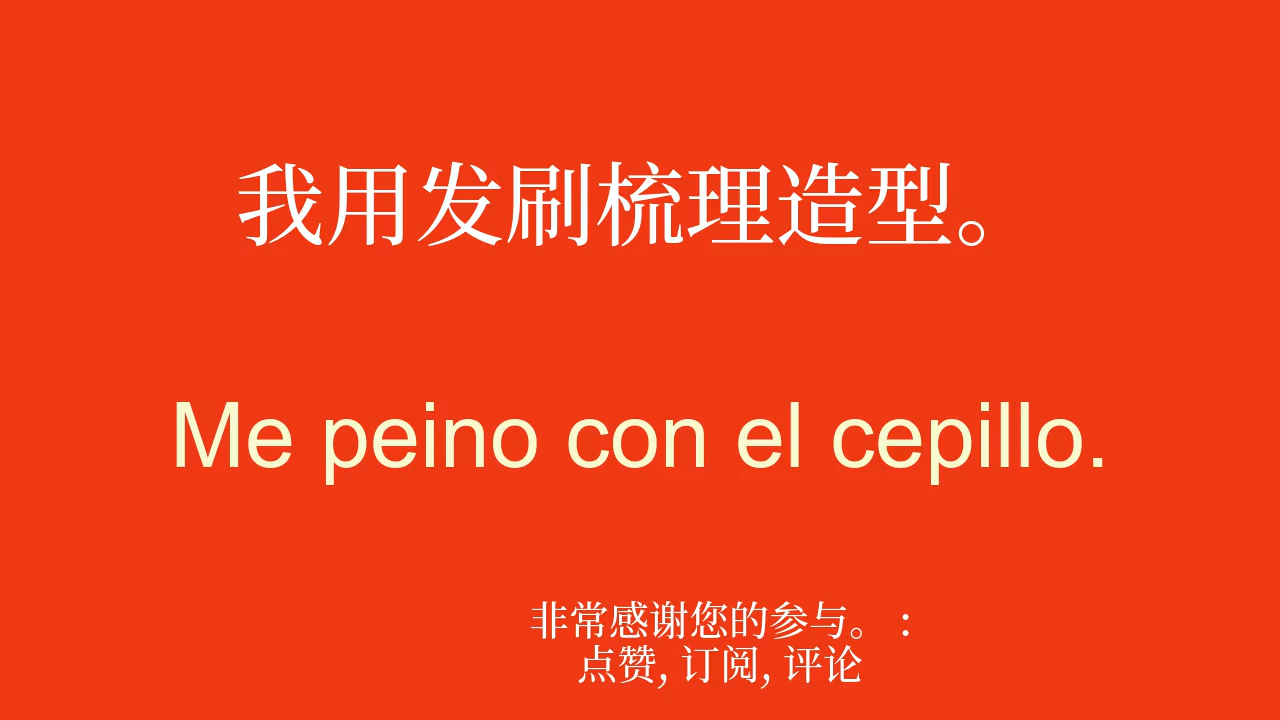 我用发刷梳理造型。
Me peino con el cepillo.
非常感谢您的参与。 :
点赞, 订阅, 评论